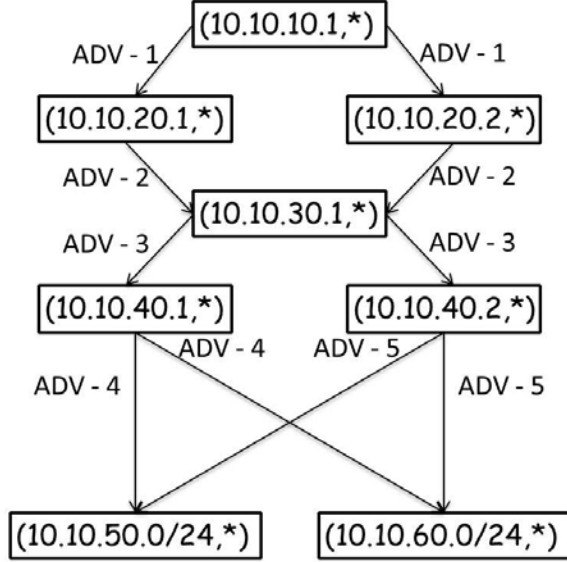 (10.10.10.1,*)
ADV - 1
ADV - 1
(10.10.20.1,*)
(10.10.20.2,*)
ADV - 2
ADV - 2
(10.10.30.1,*)
ADV - 3
ADV - 3
(10.10.40.1,*)
(10.10.40.2,*)
ADV - 4
ADV - 5
ADV - 4
ADV - 5
(10.10.50.0/24,*)
(10.10.60.0/24,*)